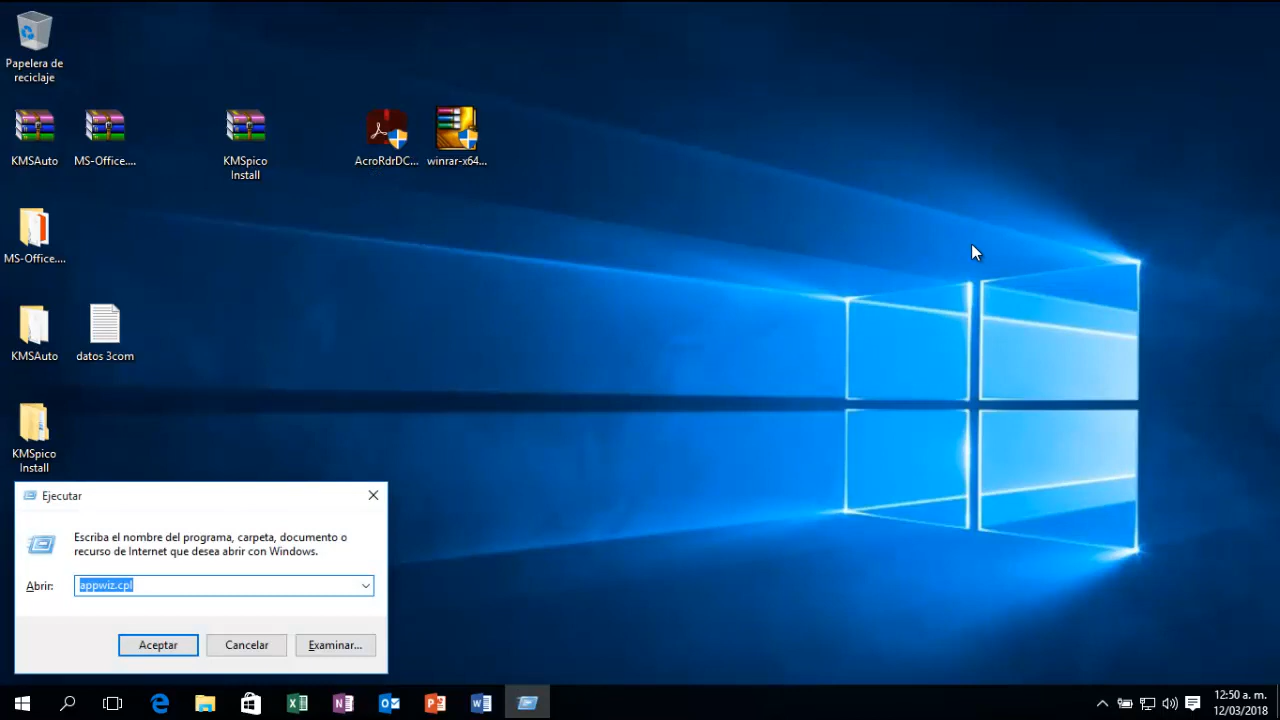 Papelera de
reciclaje
KMSAuto
MS-Office....
KMSpico
Install
AcroRdrDC...
winrar-x64...
MS-Office....
KMSAuto
datos 3com
KMSpico
Install
Ejecutar
Escriba el nombre del programa, carpeta, documento o
recurso de Internet que desea abrir con Windows.
Abrir:
appwiz.cpl
Aceptar
Cancelar
Examinar...
12:50 a. m.
12/03/2018